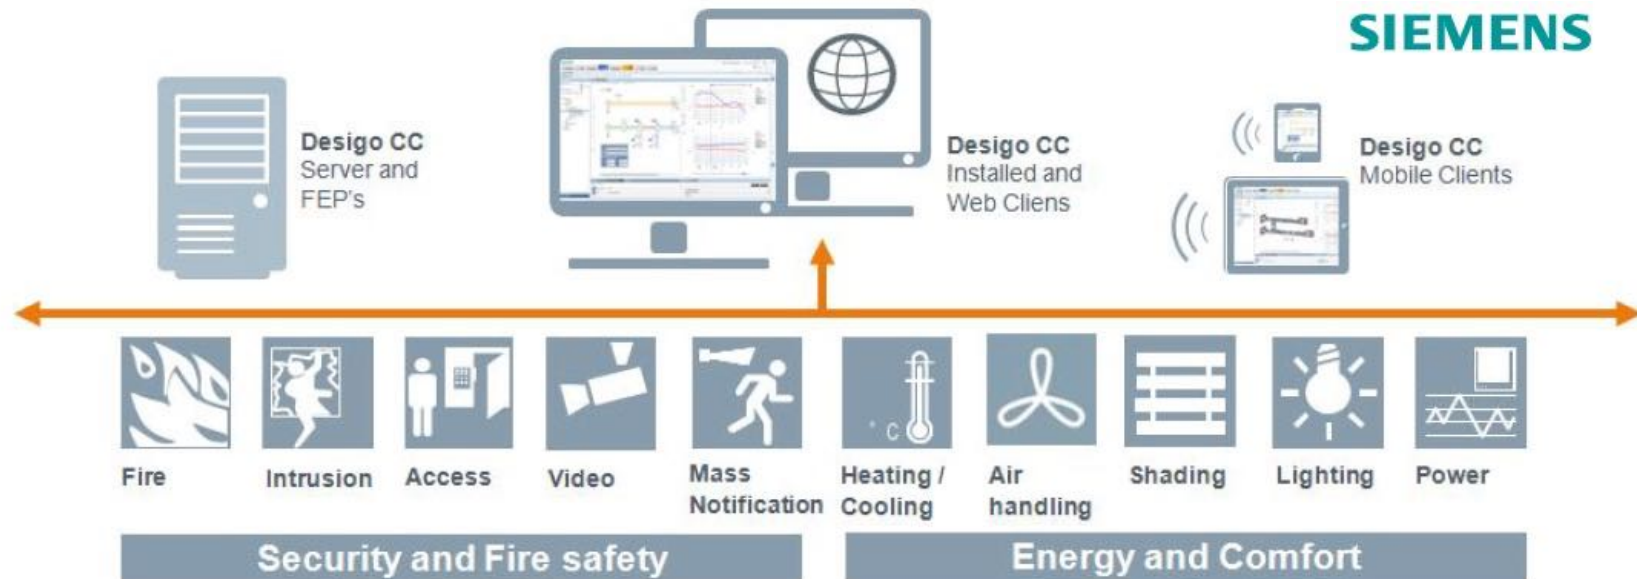 SIEMENS
Desigo CC
Server and
FEP's
Desigo CC
Installed and
Web Cliens
Desigo CC
Mobile Clients
° C
Fire
Intrusion
Access
Video
Mass
Notification
Heating /
Cooling
Air
handling
Shading
Lighting
Power
Security and Fire safety
Energy and Comfort